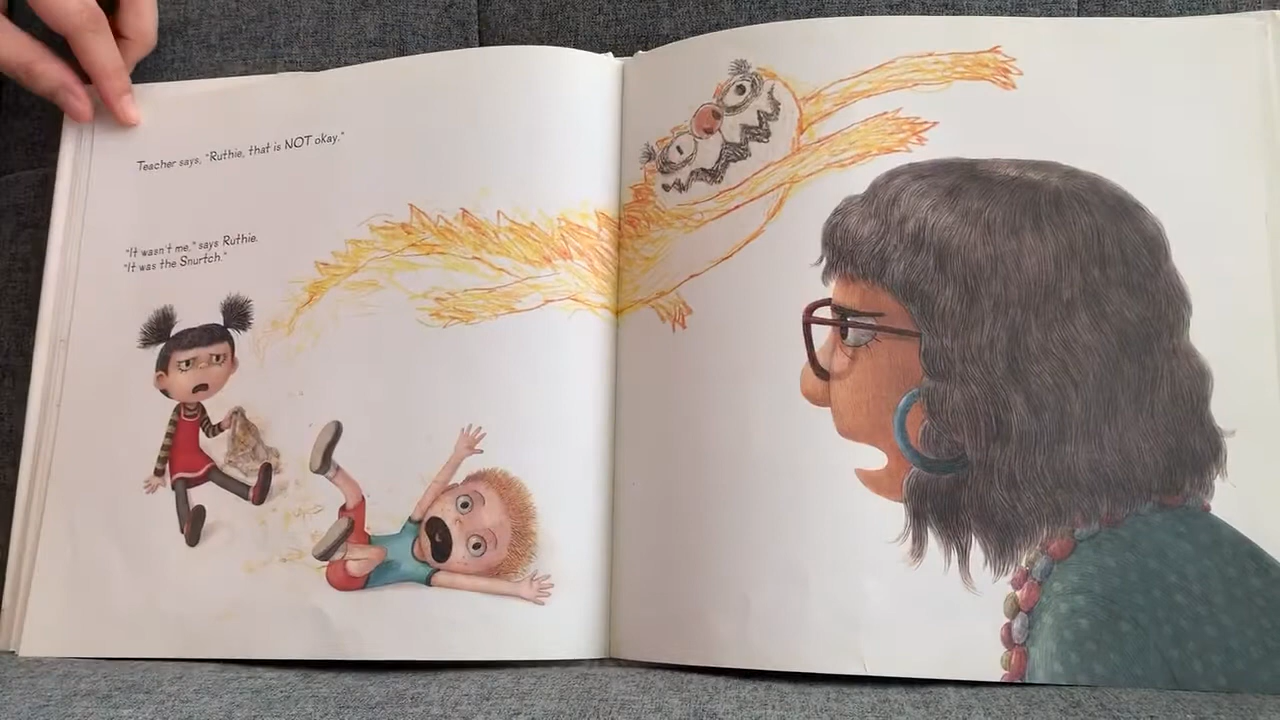 Teacher says, "Ruthie, that is NOT okay."
"It wasn't me," says Ruthie.
"It was the Snurtch."